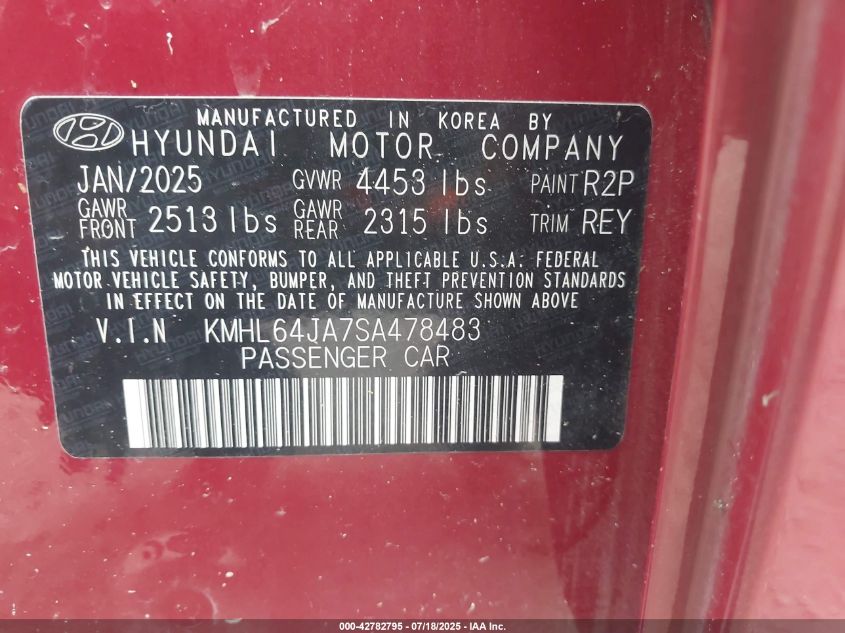 MANUFACTURED IN KOREA BY
HYUNDAI MOTOR COMPANY
JAN/2025 GVWR 4453 lbs PAINT R2P
GAWR FRONT 2513 lbs GAWR REAR 2315 lbs TRIM REY
THIS VEHICLE CONFORMS TO ALL APPLICABLE U.S.A. FEDERAL
MOTOR VEHICLE SAFETY, BUMPER, AND THEFT PREVENTION STANDARDS
IN EFFECT ON THE DATE OF MANUFACTURE SHOWN ABOVE
V.I.N KMHL64JA7SA478483
PASSENGER CAR
000-42782795 - 07/18/2025 - IAA Inc.